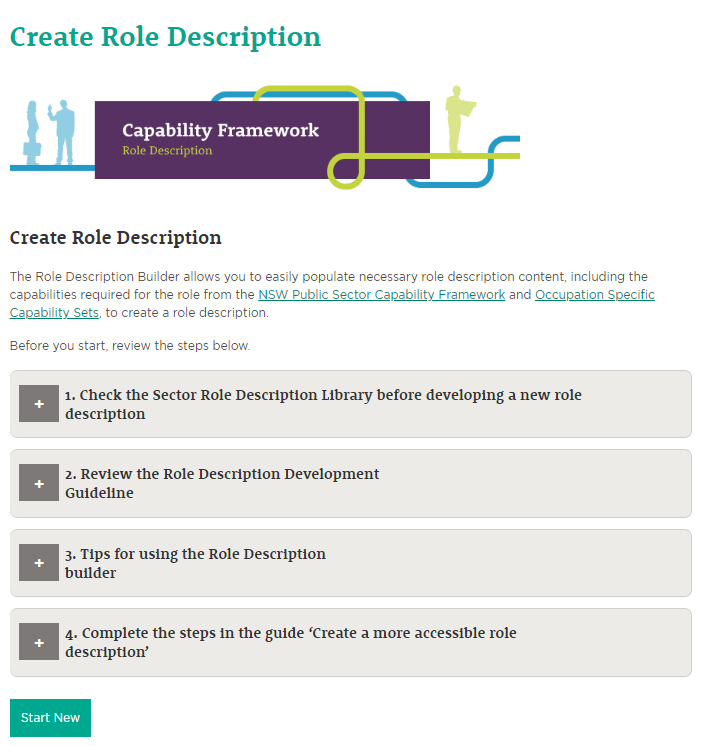 Create Role Description
Capability Framework
Role Description
Create Role Description
The Role Description Builder allows you to easily populate necessary role description content, including the
capabilities required for the role from the NSW Public Sector Capability Framework and Occupation Specific
Capability Sets, to create a role description.
Before you start, review the steps below.
+ 1. Check the Sector Role Description Library before developing a new role
description
+ 2. Review the Role Description Development
Guideline
+ 3. Tips for using the Role Description
builder
+ 4. Complete the steps in the guide ‘Create a more accessible role
description’
Start New